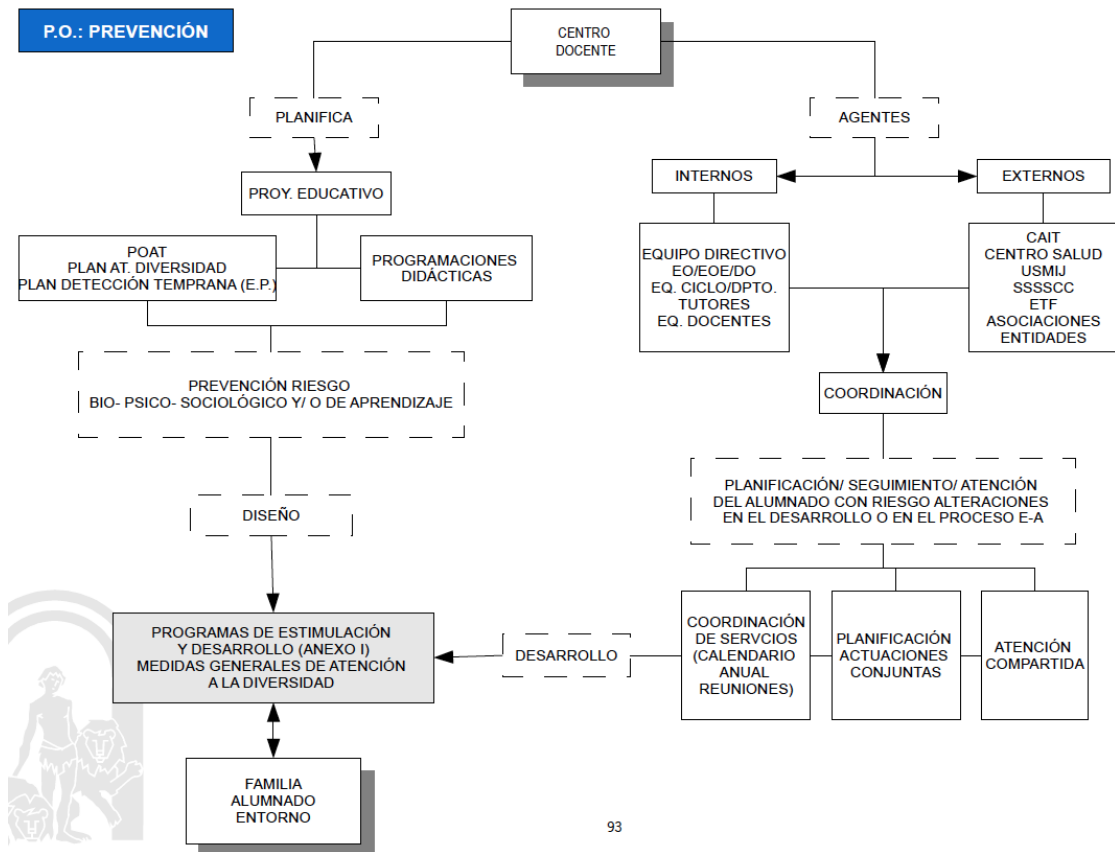 P.O.: PREVENCIÓN
CENTRO
DOCENTE
PLANIFICA
AGENTES
PROY. EDUCATIVO
INTERNOS
EXTERNOS
POAT
PLAN AT. DIVERSIDAD
PLAN DETECCIÓN TEMPRANA (E.P.)
PROGRAMACIONES
DIDÁCTICAS
EQUIPO DIRECTIVO
EO/EOE/DO
EQ. CICLO/DPTO.
TUTORES
EQ. DOCENTES
CAIT
CENTRO SALUD
USMIJ
SSSSCC
ETF
ASOCIACIONES
ENTIDADES
PREVENCIÓN RIESGO
BIO- PSICO- SOCIOLÓGICO Y/ O DE APRENDIZAJE
COORDINACIÓN
PLANIFICACIÓN/ SEGUIMIENTO/ ATENCIÓN
DEL ALUMNADO CON RIESGO ALTERACIONES
EN EL DESARROLLO O EN EL PROCESO E-A
DISEÑO
PROGRAMAS DE ESTIMULACIÓN
Y DESARROLLO (ANEXO I)
MEDIDAS GENERALES DE ATENCIÓN
A LA DIVERSIDAD
DESARROLLO
COORDINACIÓN
DE SERVCIOS
(CALENDARIO
ANUAL
REUNIONES)
PLANIFICACIÓN
ACTUACIONES
CONJUNTAS
ATENCIÓN
COMPARTIDA
FAMILIA
ALUMNADO
ENTORNO
93